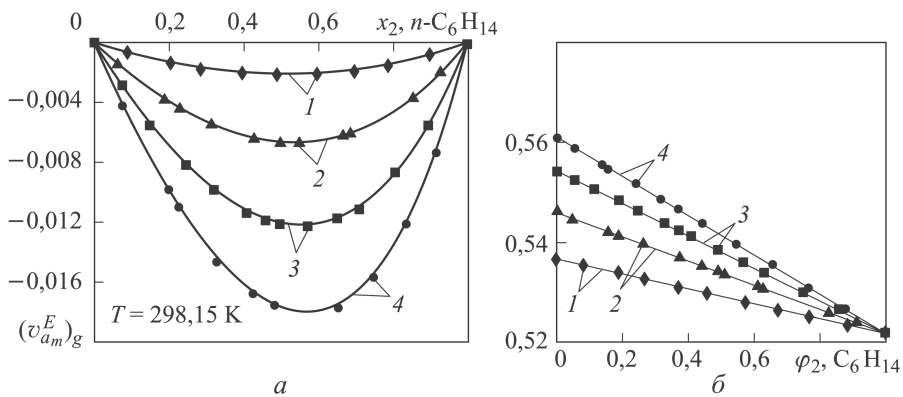 0 0,2 0,4 0,6 x₂, n-C₆H₁₄
−0,004
−0,008
−0,012
−0,016
(v^E_{a_m})_g
T = 298,15 K
1
2
3
4
а
0,56
0,54
0,52
4
3
1 2
0 0,2 0,4 0,6 φ₂, C₆H₁₄
б